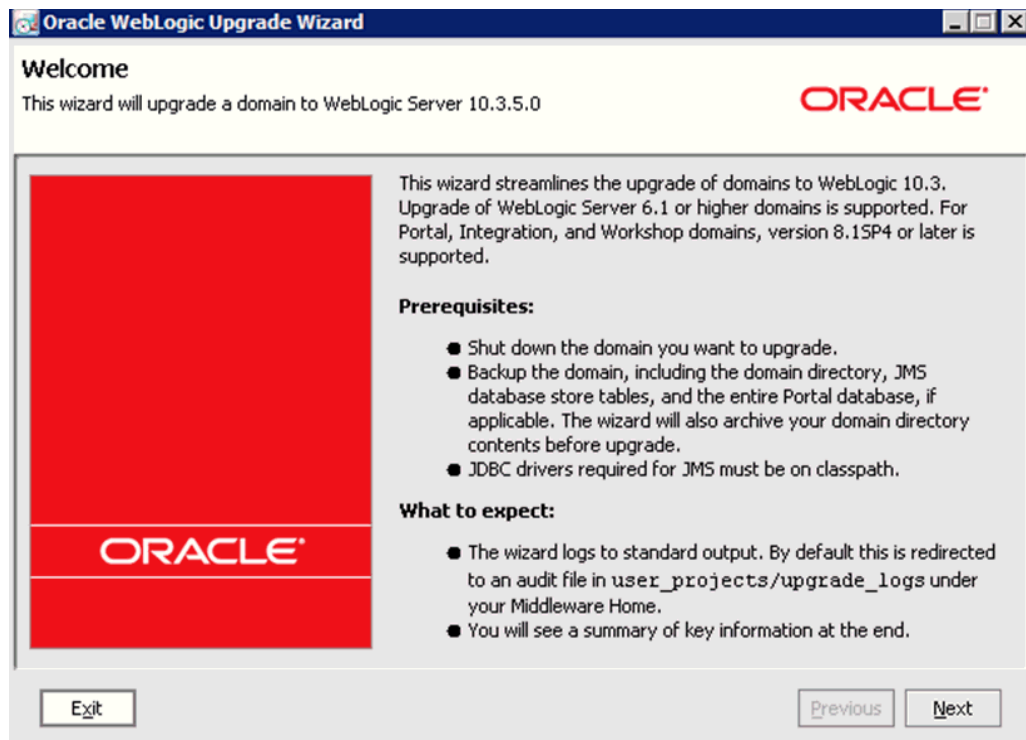 Oracle WebLogic Upgrade Wizard
Welcome
This wizard will upgrade a domain to WebLogic Server 10.3.5.0
ORACLE
This wizard streamlines the upgrade of domains to WebLogic 10.3.
Upgrade of WebLogic Server 6.1 or higher domains is supported. For
Portal, Integration, and Workshop domains, version 8.1SP4 or later is
supported.
Prerequisites:
● Shut down the domain you want to upgrade.
● Backup the domain, including the domain directory, JMS
database store tables, and the entire Portal database, if
applicable. The wizard will also archive your domain directory
contents before upgrade.
● JDBC drivers required for JMS must be on classpath.
What to expect:
● The wizard logs to standard output. By default this is redirected
to an audit file in user_projects/upgrade_logs under
your Middleware Home.
● You will see a summary of key information at the end.
ORACLE
Exit
Previous
Next